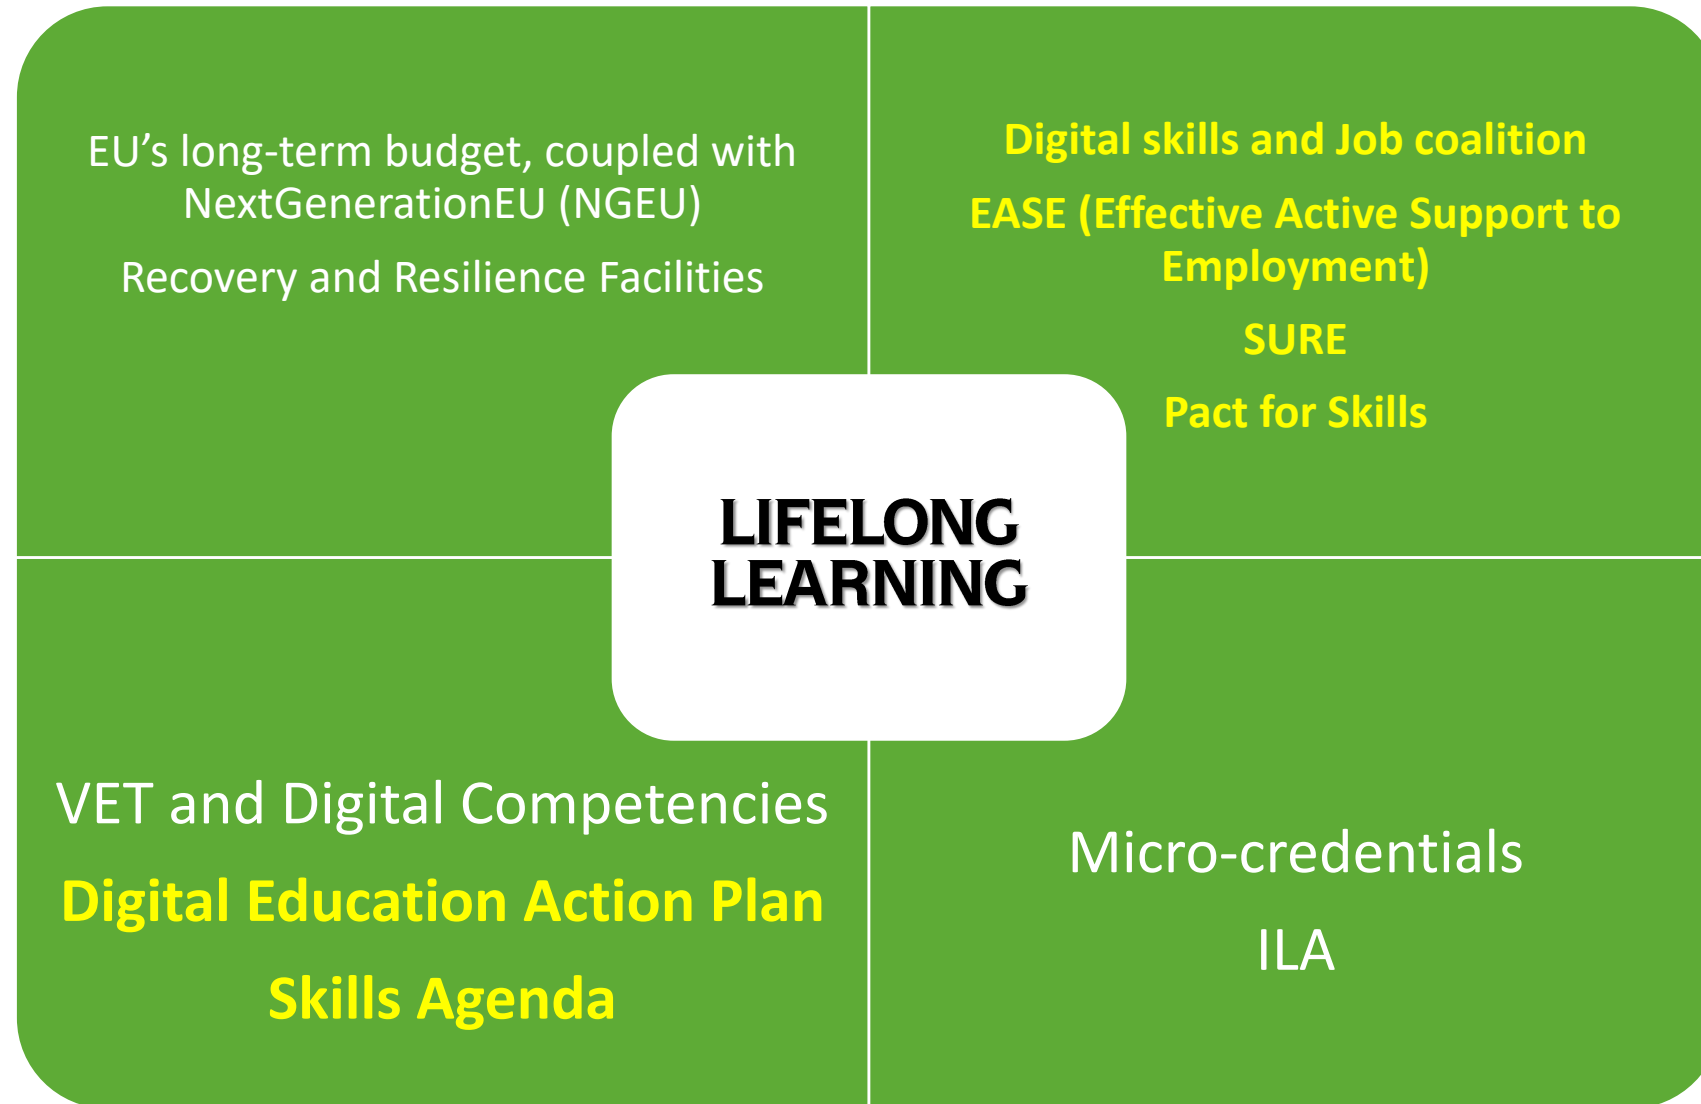 EU’s long-term budget, coupled with
NextGenerationEU (NGEU)
Recovery and Resilience Facilities
Digital skills and Job coalition
EASE (Effective Active Support to
Employment)
SURE
Pact for Skills
LIFELONG
LEARNING
VET and Digital Competencies
Digital Education Action Plan
Skills Agenda
Micro-credentials
ILA